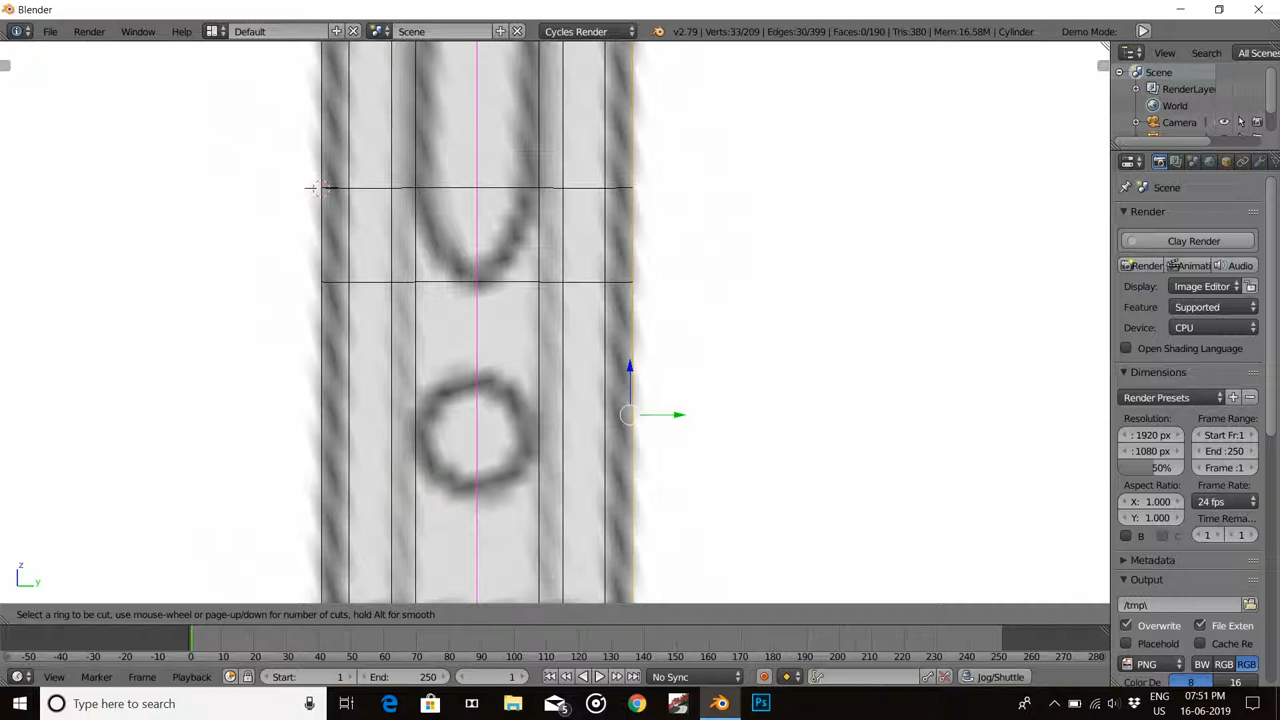 Blender
File Render Window Help Default Scene Cycles Render v2.79 | Verts:33/209 | Edges:30/399 | Faces:0/190 | Tris:380 | Mem:16.58M | Cylinder Demo Mode:
View Search All Scenes
Scene
RenderLaye
World
Camera
Scene
Render
Clay Render
Render Animati Audio
Display: Image Editor
Feature Supported
Device: CPU
Open Shading Language
Dimensions
Render Presets
Resolution: Frame Range:
: 1920 px Start Fr:1
:1080 px End :250
50% Frame :1
Aspect Ratio: Frame Rate:
X: 1.000 24 fps
Y: 1.000 Time Rema...
B C 1 1
Metadata
Output
/tmp\
Overwrite File Exten
Placehold Cache Re
PNG BW RGB RGB
Color De 8 16
z
y
Select a ring to be cut, use mouse-wheel or page-up/down for number of cuts, hold Alt for smooth
-50 -40 -30 -20 -10 0 10 20 30 40 50 60 70 80 90 100 110 120 130 140 150 160 170 180 190 200 210 220 230 240 250 260 270 280
View Marker Frame Playback Start: 1 End: 250 1 No Sync Jog/Shuttle
Type here to search
5
ENG
US
07:51 PM
16-06-2019
Ps